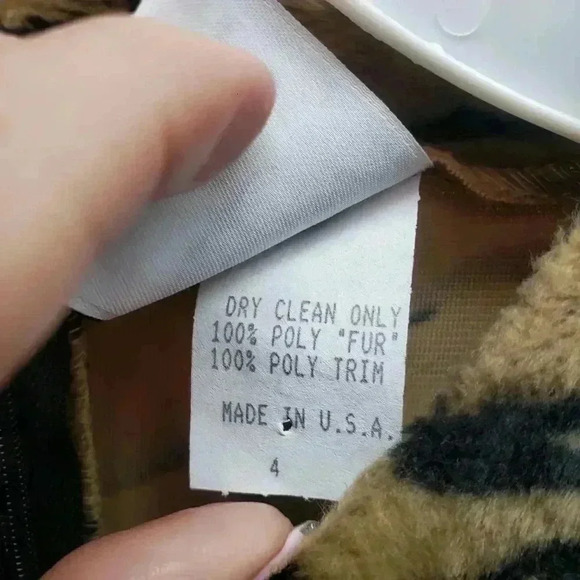 DRY CLEAN ONLY
100% POLY "FUR"
100% POLY TRIM
MADE IN U.S.A.
4